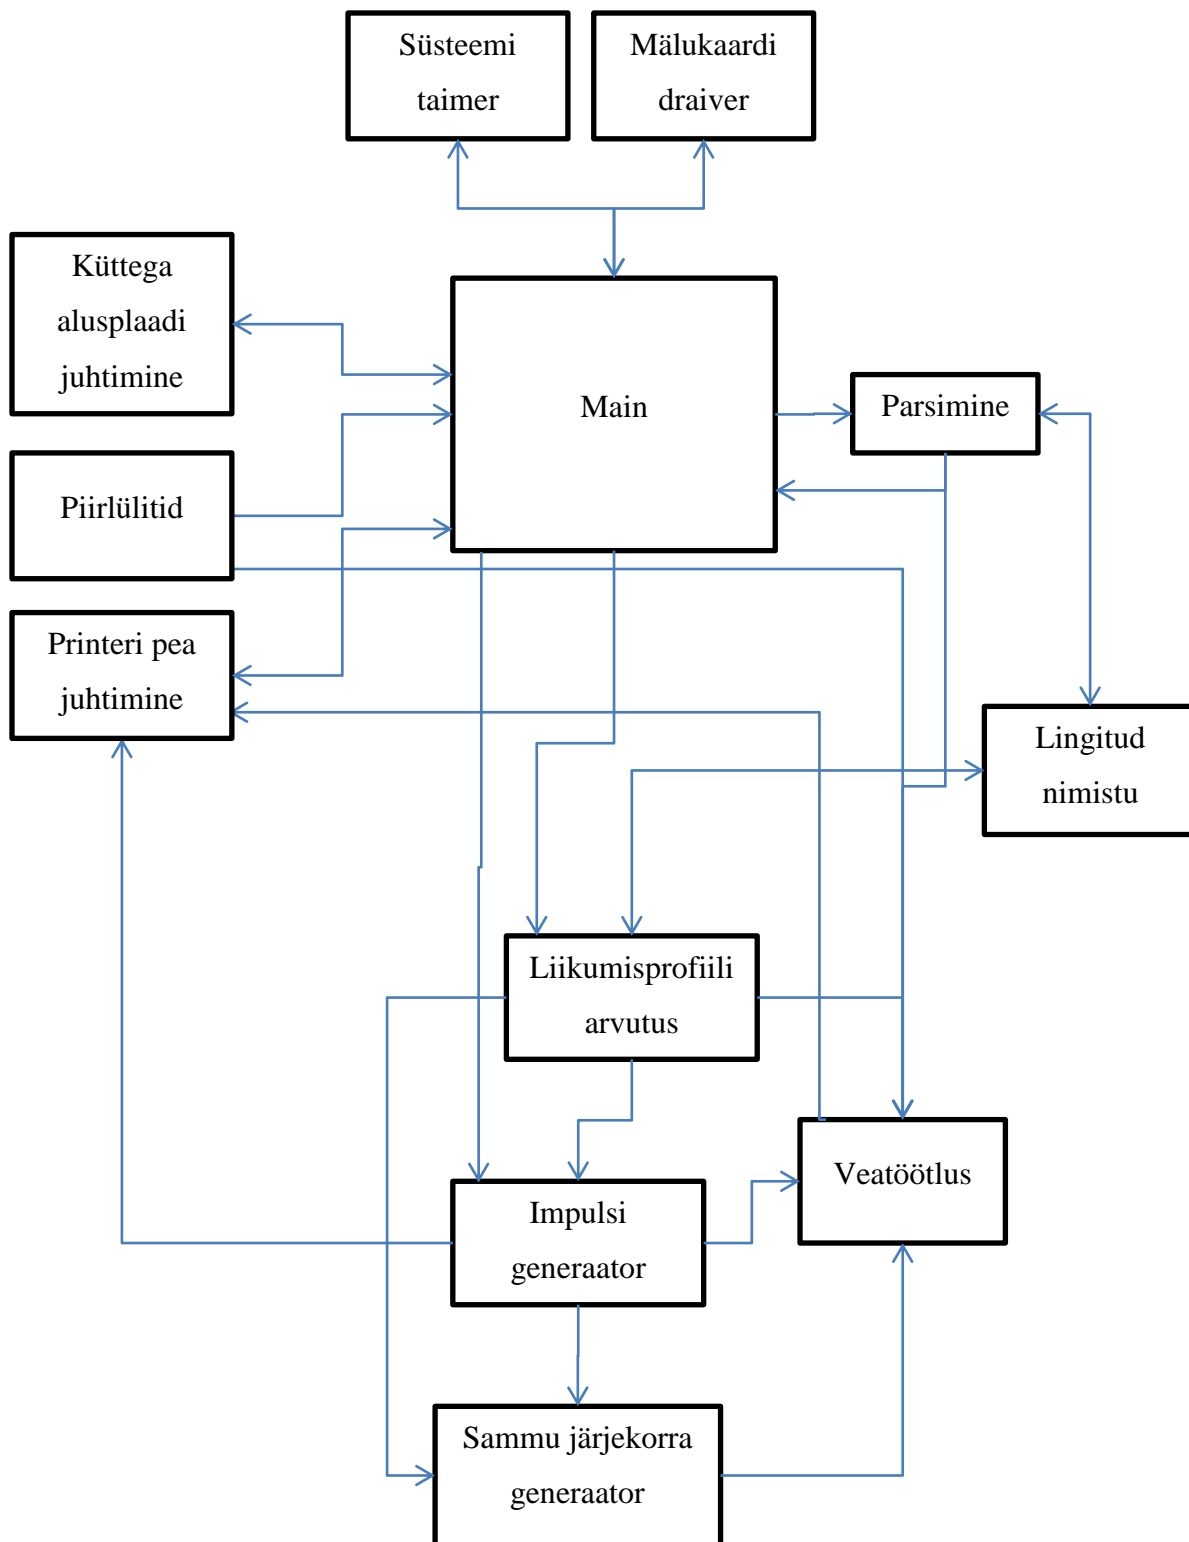 Süsteemi
taimer
Mälukaardi
draiver
Küttega
alusplaadi
juhtimine
Main
Parsimine
Piirlülitid
Printeri pea
juhtimine
Lingitud
nimistu
Liikumisprofiili
arvutus
Veatöötlus
Impulsi
generaator
Sammu järjekorra
generaator